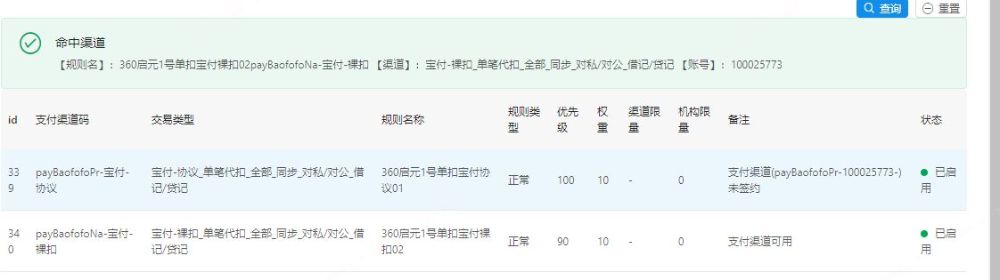 查询 重置
命中渠道
【规则名】：360启元1号单扣宝付裸扣02payBaofofoNa-宝付-裸扣 【渠道】：宝付-裸扣_单笔代扣_全部_同步_对私/对公_借记/贷记 【账号】：100025773
id 支付渠道码 交易类型 规则名称 规则类型 优先级 权重 渠道限量 机构限量 备注 状态
339 payBaofofoPr-宝付-协议 宝付-协议_单笔代扣_全部_同步_对私/对公_借记/贷记 360启元1号单扣宝付协议01 正常 100 10 - 0 支付渠道(payBaofofoPr-100025773-)未签约 已启用
340 payBaofofoNa-宝付-裸扣 宝付-裸扣_单笔代扣_全部_同步_对私/对公_借记/贷记 360启元1号单扣宝付裸扣02 正常 90 10 - 0 支付渠道可用 已启用